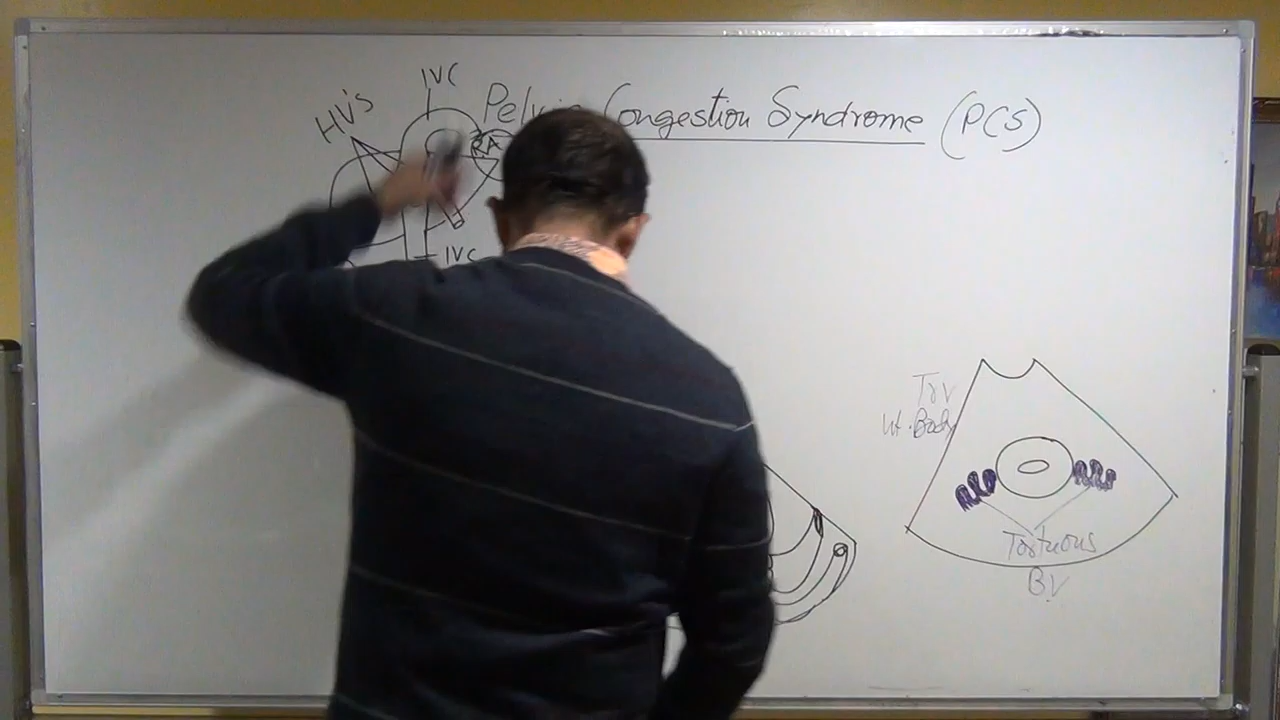 IVC
HV's
Pelvic Congestion Syndrome (PCS)
RA
IVC
Trv
Ut. Body
Tortuous
BV